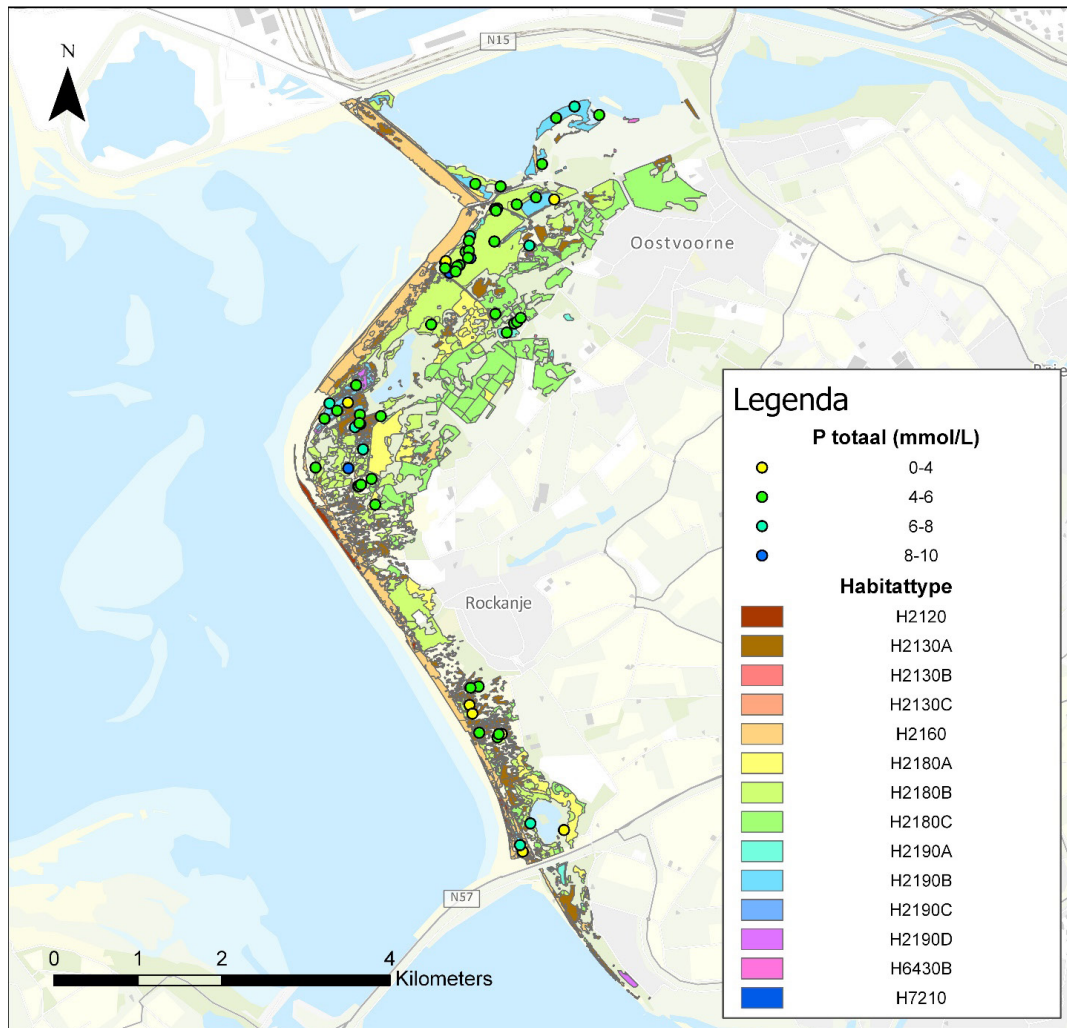 N15
N
Oostvoorne
Legenda
P totaal (mmol/L)
0-4
4-6
6-8
8-10
Habitattype
H2120
H2130A
H2130B
H2130C
H2160
H2180A
H2180B
H2180C
H2190A
H2190B
H2190C
H2190D
H6430B
H7210
Rockanje
N57
0 1 2 4
Kilometers